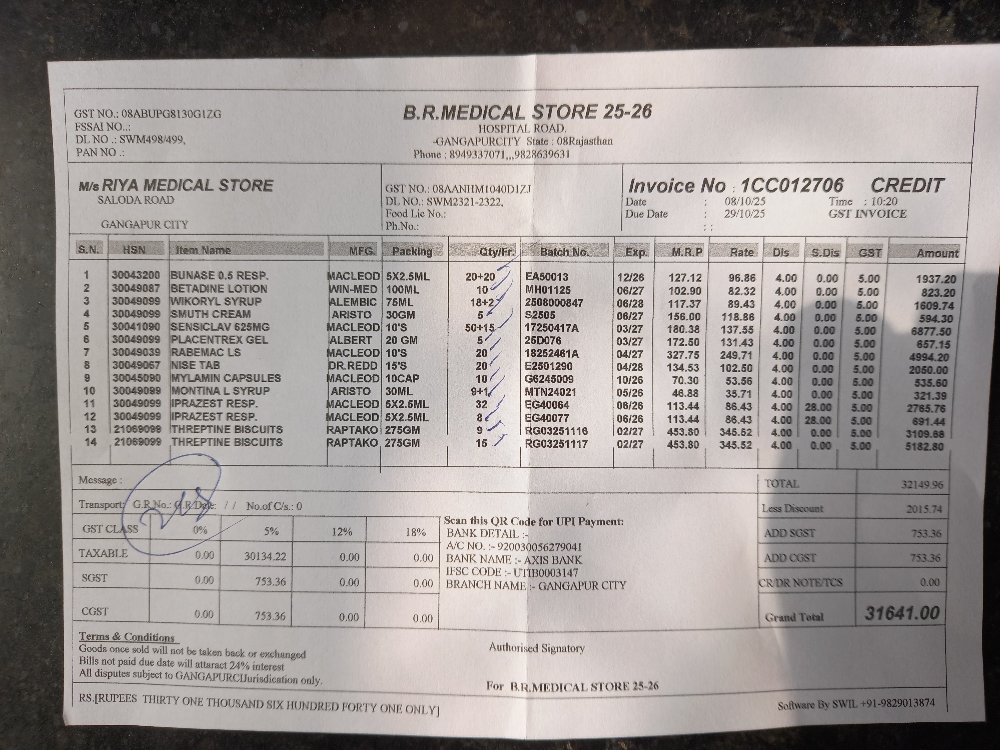 GST NO.: 08ABUPG8130G1ZG
FSSAI NO..:
DL NO .: SWM498/499,
PAN NO .:
B.R.MEDICAL STORE 25-26
HOSPITAL ROAD.
-GANGAPURCITY State : 08Rajasthan
Phone : 8949337071,,,9828639631
M/s RIYA MEDICAL STORE
SALODA ROAD
GANGAPUR CITY
GST NO.: 08AANHM1040D1ZJ
DL NO.: SWM2321-2322,
Food Lic No.:
Ph.No.:
Invoice No : 1CC012706 CREDIT
Date : 08/10/25 Time : 10:20
Due Date : 29/10/25 GST INVOICE
: :
S.N. HSN Item Name MFG. Packing Qty/Fr. Batch No. Exp. M.R.P Rate Dis S.Dis GST Amount
1 30043200 BUNASE 0.5 RESP. MACLEOD 5X2.5ML 20+20 EA50013 12/26 127.12 96.86 4.00 0.00 5.00 1937.20
2 30049087 BETADINE LOTION WIN-MED 100ML 10 MH01125 06/27 102.90 82.32 4.00 0.00 5.00 823.20
3 30049099 WIKORYL SYRUP ALEMBIC 75ML 18+2 2508000847 06/28 117.37 89.43 4.00 0.00 5.00 1609.74
4 30049099 SMUTH CREAM ARISTO 30GM 5 S2505 06/27 156.00 118.86 4.00 0.00 5.00 594.30
5 30041090 SENSICLAV 625MG MACLEOD 10'S 50+15 17250417A 03/27 180.38 137.55 4.00 0.00 5.00 6877.50
6 30049099 PLACENTREX GEL ALBERT 20 GM 5 25D076 03/27 172.50 131.43 4.00 0.00 5.00 657.15
7 30049039 RABEMAC LS MACLEOD 10'S 20 18252461A 04/27 327.75 249.71 4.00 0.00 5.00 4994.20
8 30049067 NISE TAB DR.REDD 15'S 20 E2501290 04/28 134.53 102.50 4.00 0.00 5.00 2050.00
9 30045090 MYLAMIN CAPSULES MACLEOD 10CAP 10 G6245009 10/26 70.30 53.56 4.00 0.00 5.00 535.60
10 30049099 MONTINA L SYRUP ARISTO 30ML 9+1 MTN24021 05/26 46.88 35.71 4.00 0.00 5.00 321.39
11 30049099 IPRAZEST RESP. MACLEOD 5X2.5ML 32 EG40064 06/26 113.44 86.43 4.00 28.00 5.00 2765.76
12 30049099 IPRAZEST RESP. MACLEOD 5X2.5ML 8 EG40077 06/26 113.44 86.43 4.00 28.00 5.00 691.44
13 21069099 THREPTINE BISCUITS RAPTAKO 275GM 9 RG03251116 02/27 453.80 345.52 4.00 0.00 5.00 3109.68
14 21069099 THREPTINE BISCUITS RAPTAKO 275GM 15 RG03251117 02/27 453.80 345.52 4.00 0.00 5.00 5182.80
Message :
Transport: G.R.No.: G.R.Date: / / No.of C/s.: 0
GST CLASS 0% 5% 12% 18%
TAXABLE 0.00 30134.22 0.00 0.00
SGST 0.00 753.36 0.00 0.00
CGST 0.00 753.36 0.00 0.00
Scan this QR Code for UPI Payment:
BANK DETAIL :-
A/C NO. :- 920030056279041
BANK NAME :- AXIS BANK
IFSC CODE :- UTIB0003147
BRANCH NAME :- GANGAPUR CITY
TOTAL 32149.96
Less Discount 2015.74
ADD SGST 753.36
ADD CGST 753.36
CR/DR NOTE/TCS 0.00
Grand Total 31641.00
Terms & Conditions
Goods once sold will not be taken back or exchanged
Bills not paid due date will attaract 24% interest
All disputes subject to GANGAPURCIJurisdication only.
Authorised Signatory
For B.R.MEDICAL STORE 25-26
RS.[RUPEES THIRTY ONE THOUSAND SIX HUNDRED FORTY ONE ONLY]
Software By SWIL +91-9829013874